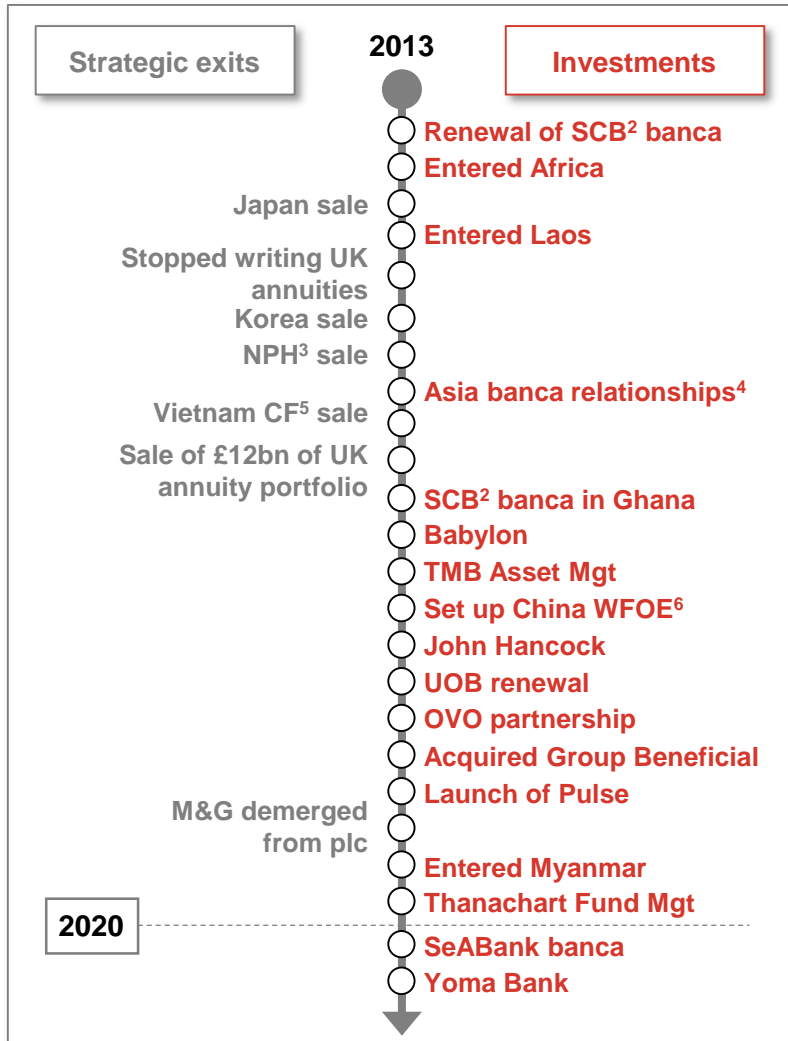 Strategic exits
2013
Investments
Renewal of SCB² banca
Entered Africa
Japan sale
Entered Laos
Stopped writing UK
annuities
Korea sale
NPH³ sale
Asia banca relationships⁴
Vietnam CF⁵ sale
Sale of £12bn of UK
annuity portfolio
SCB² banca in Ghana
Babylon
TMB Asset Mgt
Set up China WFOE⁶
John Hancock
UOB renewal
OVO partnership
Acquired Group Beneficial
Launch of Pulse
M&G demerged
from plc
Entered Myanmar
Thanachart Fund Mgt
2020
SeABank banca
Yoma Bank